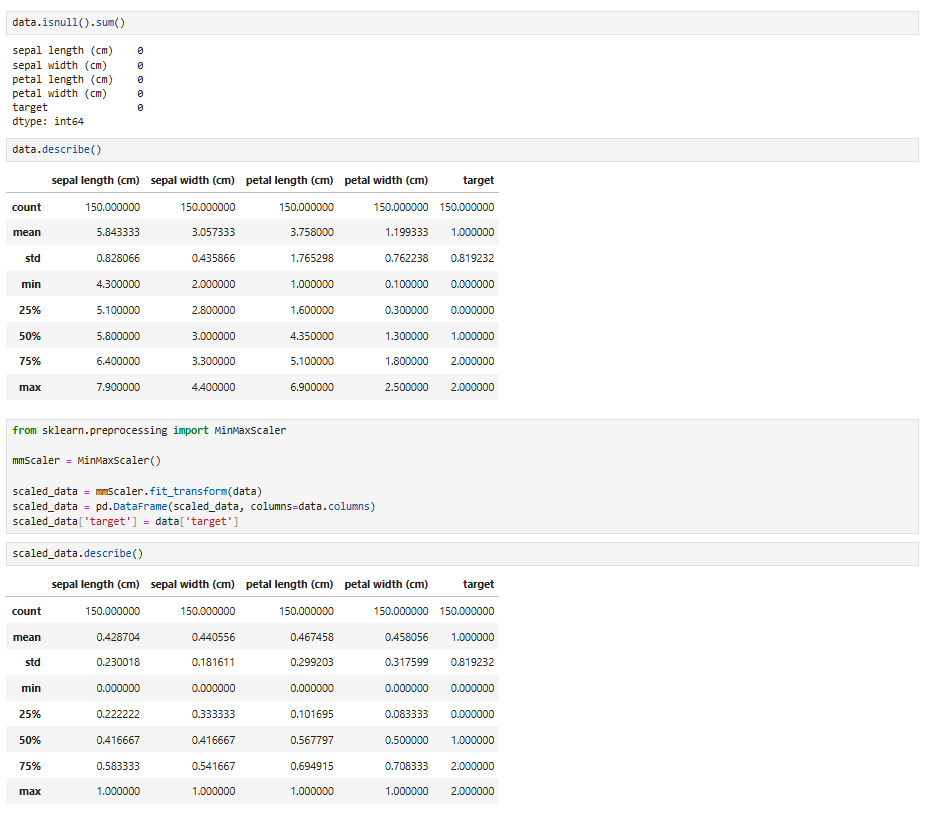 data.isnull().sum()
sepal length (cm) 0
sepal width (cm) 0
petal length (cm) 0
petal width (cm) 0
target 0
dtype: int64
data.describe()
sepal length (cm) sepal width (cm) petal length (cm) petal width (cm) target
count 150.000000 150.000000 150.000000 150.000000 150.000000
mean 5.843333 3.057333 3.758000 1.199333 1.000000
std 0.828066 0.435866 1.765298 0.762238 0.819232
min 4.300000 2.000000 1.000000 0.100000 0.000000
25% 5.100000 2.800000 1.600000 0.300000 0.000000
50% 5.800000 3.000000 4.350000 1.300000 1.000000
75% 6.400000 3.300000 5.100000 1.800000 2.000000
max 7.900000 4.400000 6.900000 2.500000 2.000000
from sklearn.preprocessing import MinMaxScaler
mmScaler = MinMaxScaler()
scaled_data = mmScaler.fit_transform(data)
scaled_data = pd.DataFrame(scaled_data, columns=data.columns)
scaled_data['target'] = data['target']
scaled_data.describe()
sepal length (cm) sepal width (cm) petal length (cm) petal width (cm) target
count 150.000000 150.000000 150.000000 150.000000 150.000000
mean 0.428704 0.440556 0.467458 0.458056 1.000000
std 0.230018 0.181611 0.299203 0.317599 0.819232
min 0.000000 0.000000 0.000000 0.000000 0.000000
25% 0.222222 0.333333 0.101695 0.083333 0.000000
50% 0.416667 0.416667 0.567797 0.500000 1.000000
75% 0.583333 0.541667 0.694915 0.708333 2.000000
max 1.000000 1.000000 1.000000 1.000000 2.000000